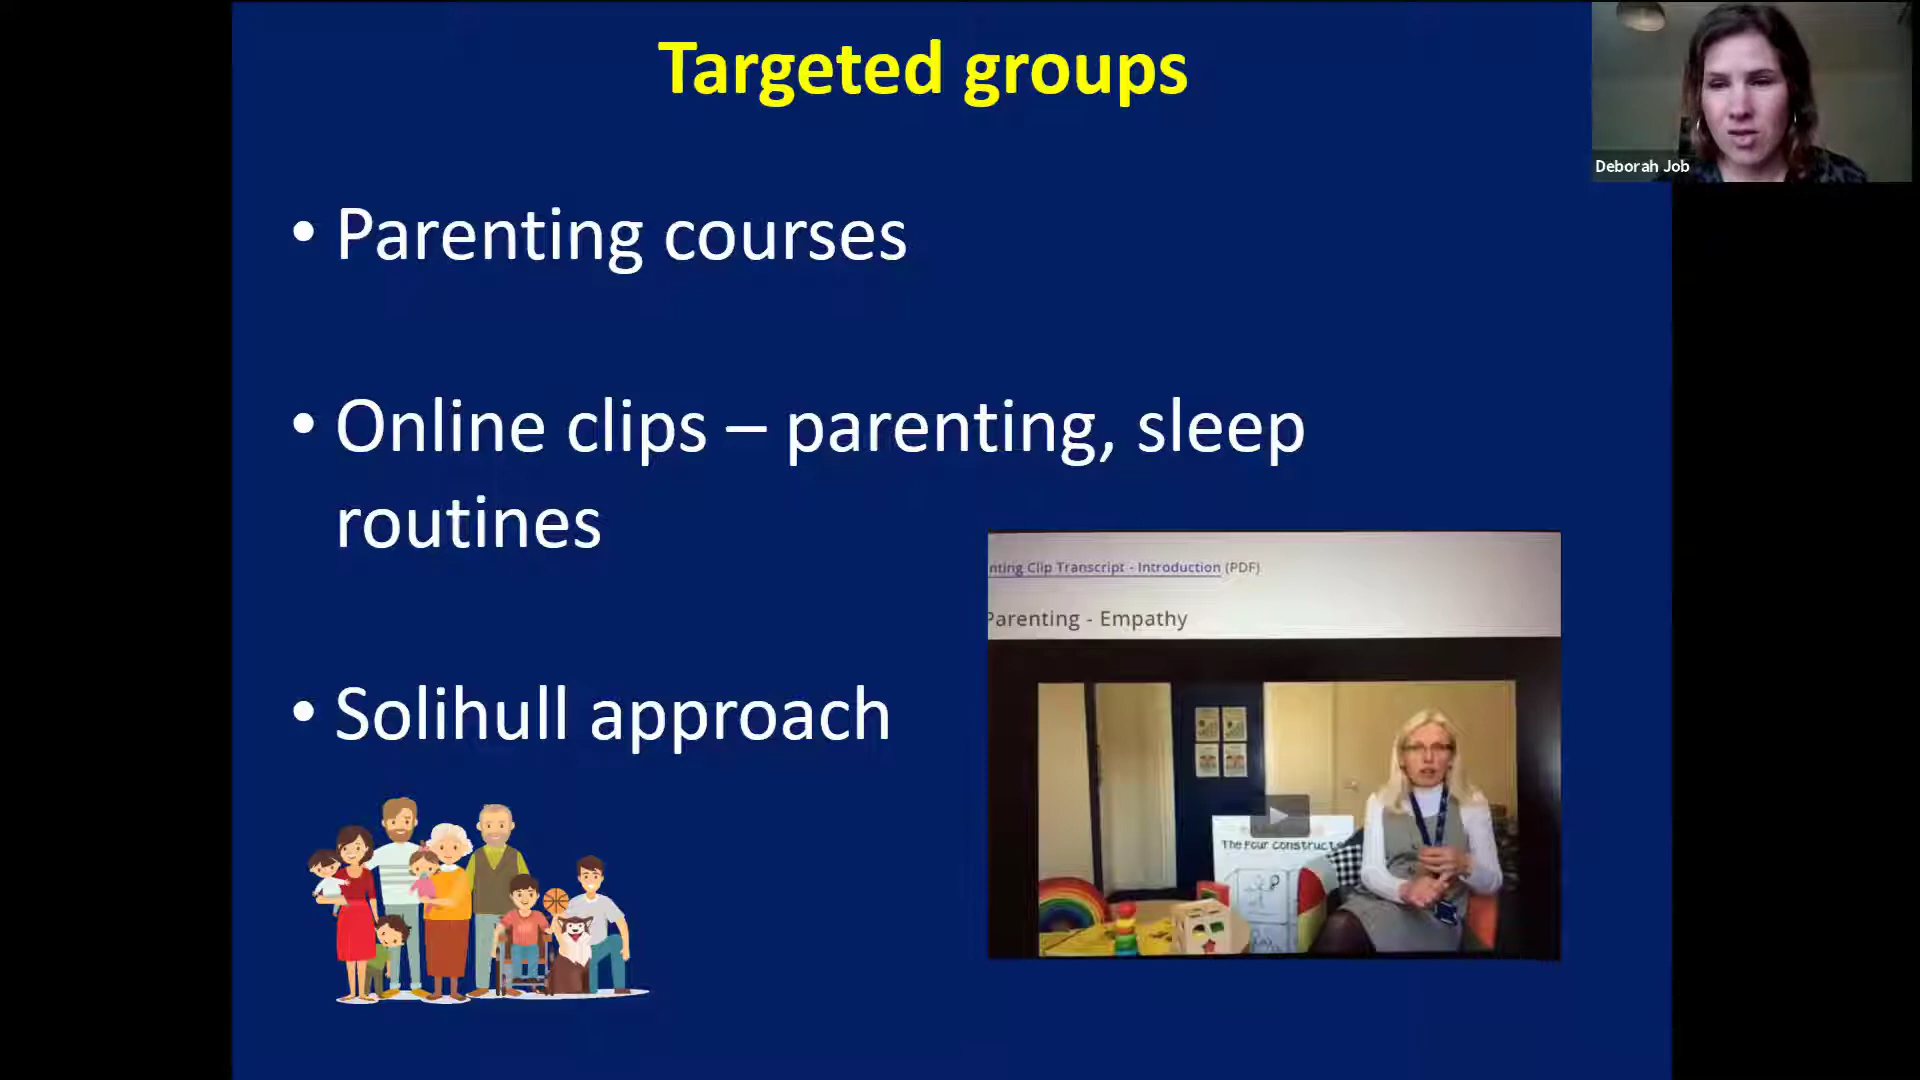 Targeted groups
Deborah Job
• Parenting courses
• Online clips – parenting, sleep
routines
nting Clip Transcript - Introduction (PDF)
Parenting - Empathy
• Solihull approach
The Four Constructs